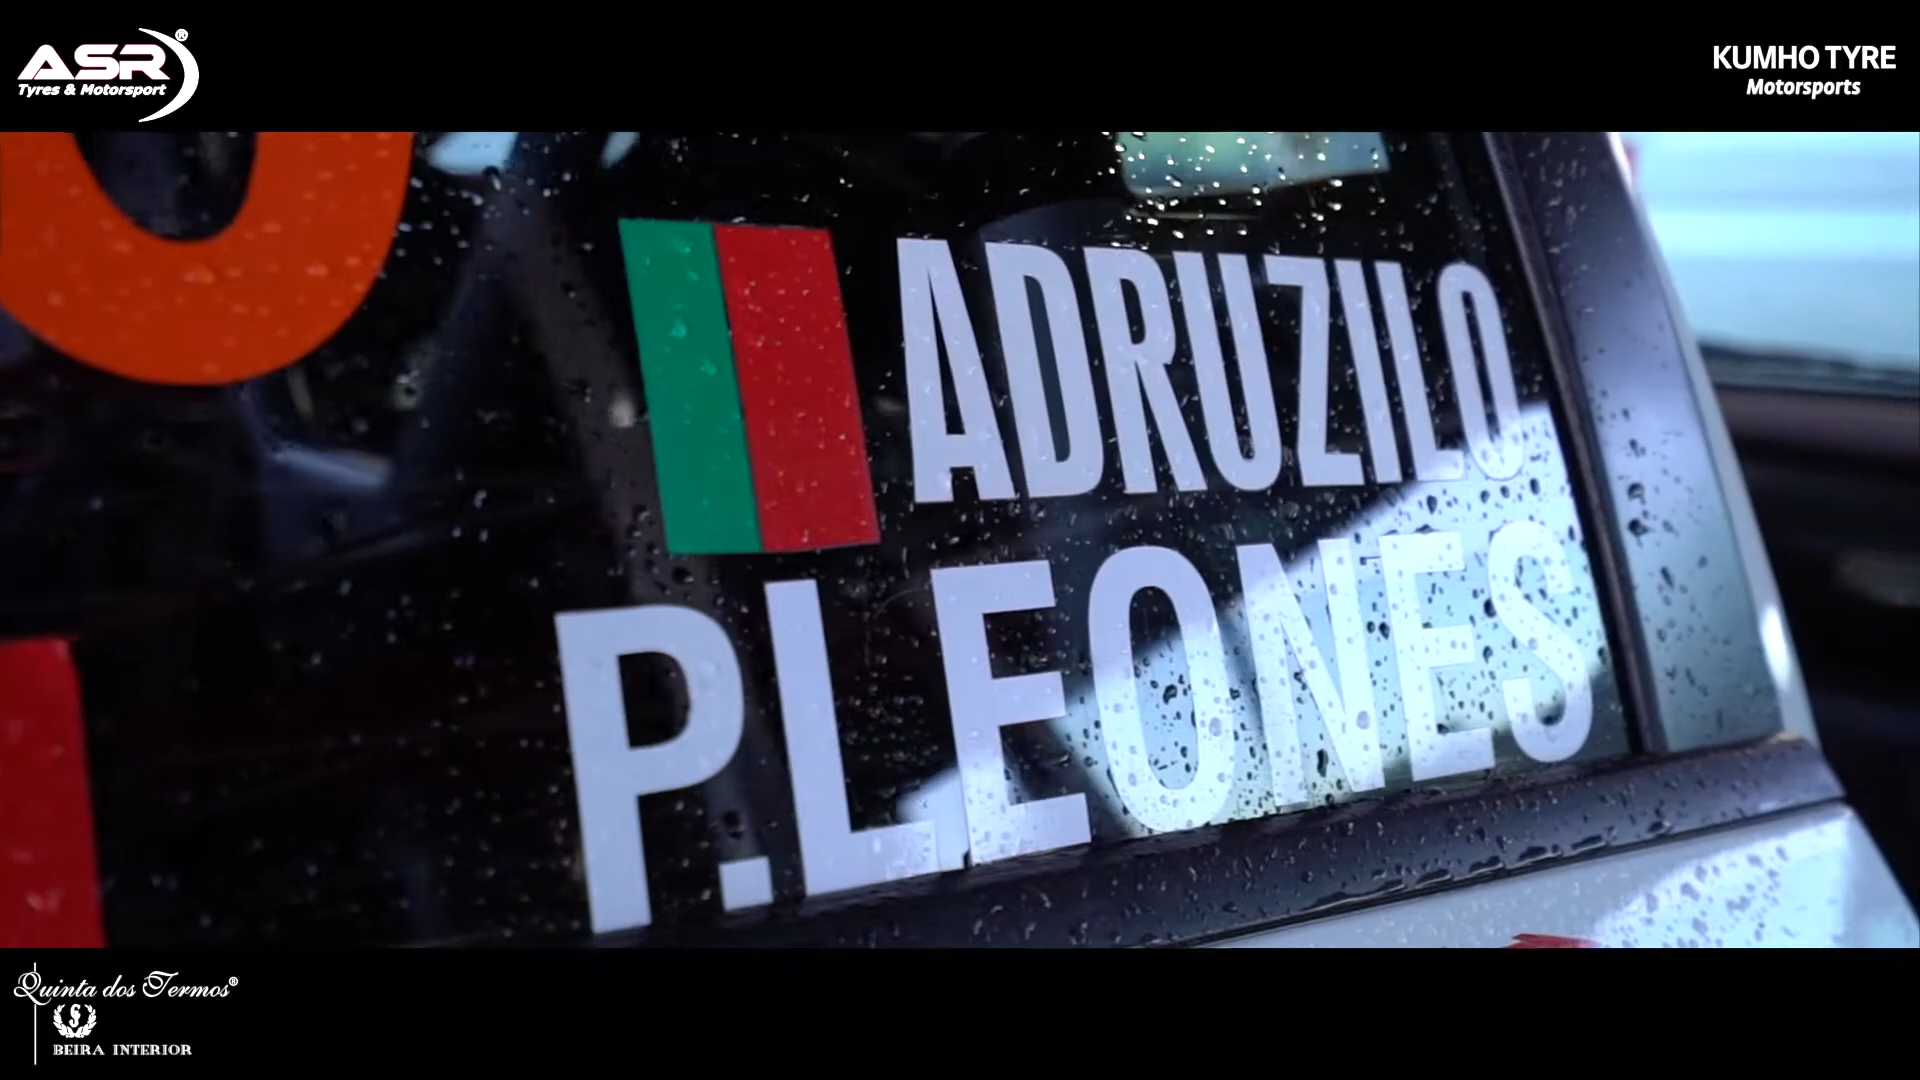 ASR®
Tyres & Motorsport
KUMHO TYRE
Motorsports
ADRUZILO
P.LEONES
Quinta dos Termos®
BEIRA INTERIOR